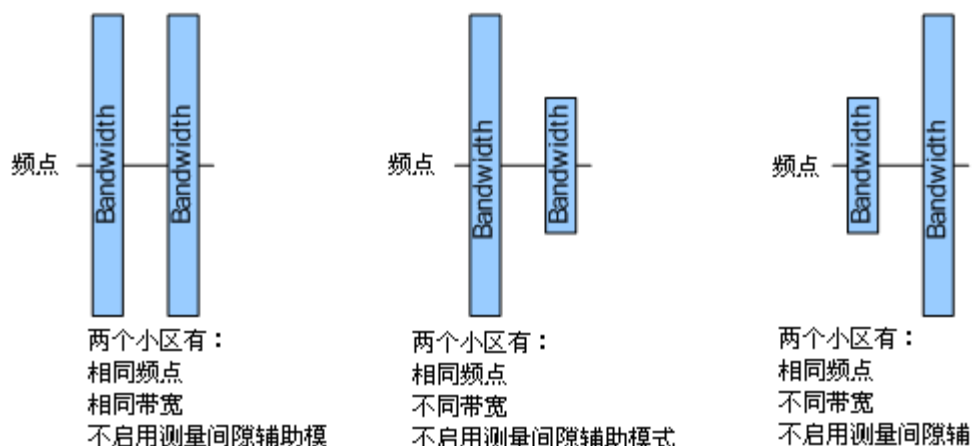 频点
Bandwidth
Bandwidth
两个小区有：
相同频点
相同带宽
不启用测量间隙辅助模
频点
Bandwidth
Bandwidth
两个小区有：
相同频点
不同带宽
不启用测量间隙辅助模式
频点
Bandwidth
Bandwidth
两个小区有：
相同频点
不同带宽
不启用测量间隙辅